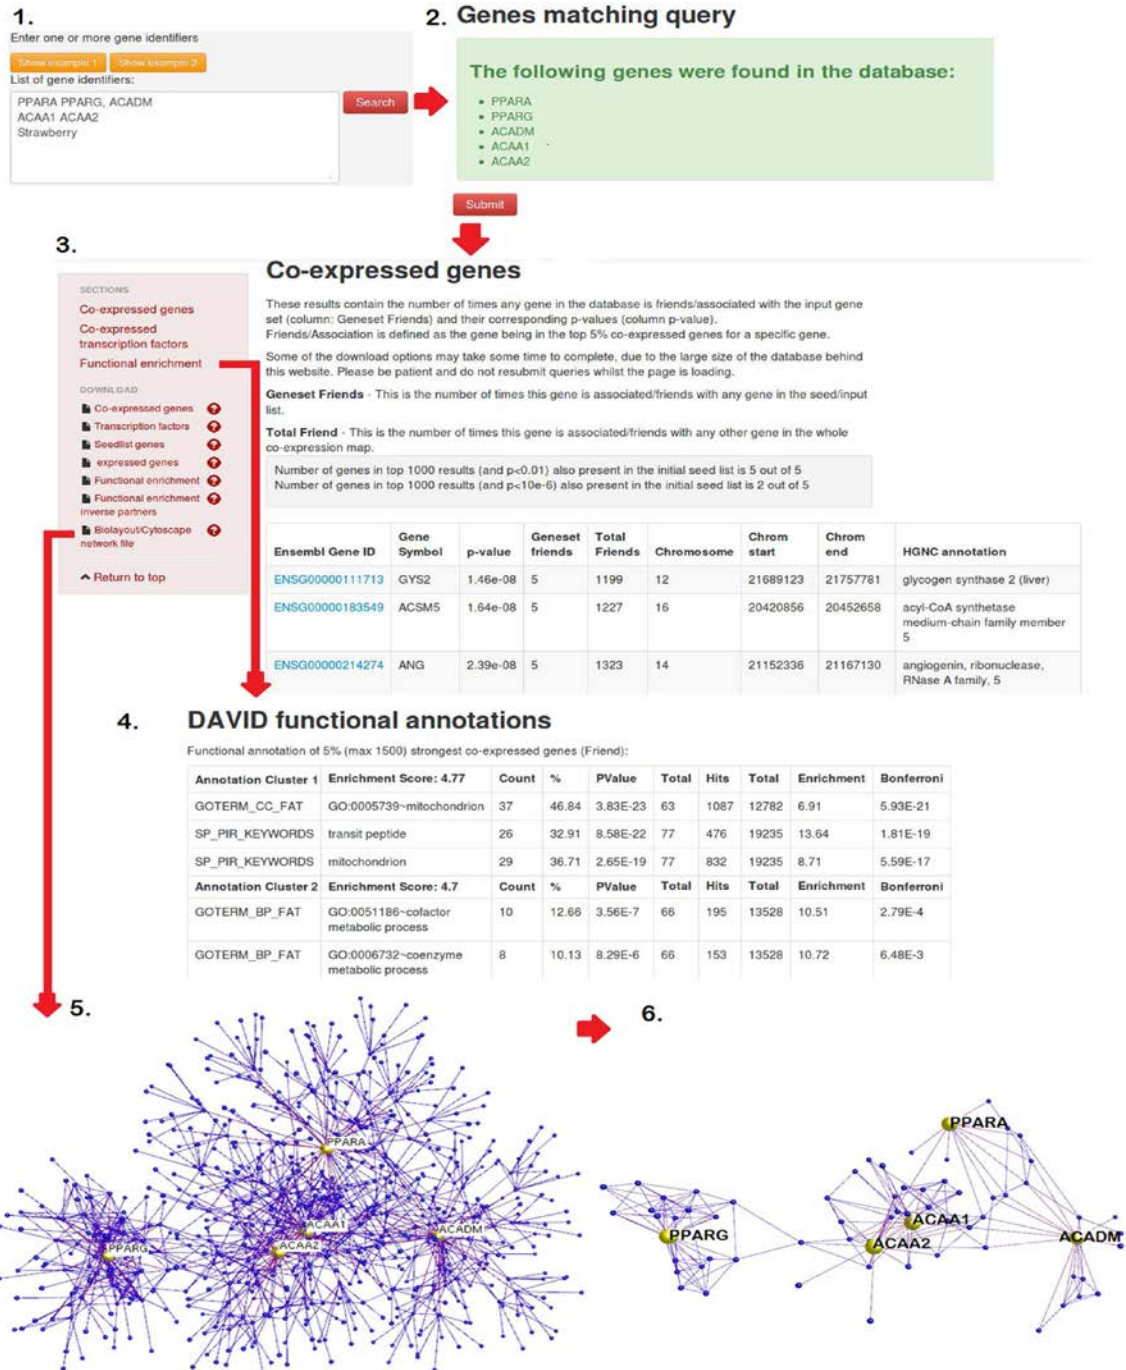 1.
Enter one or more gene identifiers
Show example 1 Show example 2
List of gene identifiers:
PPARA PPARG, ACADM
ACAA1 ACAA2
Strawberry
Search
2. Genes matching query
The following genes were found in the database:
• PPARA
• PPARG
• ACADM
• ACAA1
• ACAA2
Submit
3.
SECTIONS
Co-expressed genes
Co-expressed
transcription factors
Functional enrichment
DOWNLOAD
Co-expressed genes ?
Transcription factors ?
Seedlist genes ?
expressed genes ?
Functional enrichment ?
Functional enrichment ?
inverse partners
Biolayout/Cytoscape ?
network file
Return to top
Co-expressed genes
These results contain the number of times any gene in the database is friends/associated with the input gene
set (column: Geneset Friends) and their corresponding p-values (column p-value).
Friends/Association is defined as the gene being in the top 5% co-expressed genes for a specific gene.
Some of the download options may take some time to complete, due to the large size of the database behind
this website. Please be patient and do not resubmit queries whilst the page is loading.
Geneset Friends - This is the number of times this gene is associated/friends with any gene in the seed/input
list.
Total Friend - This is the number of times this gene is associated/friends with any other gene in the whole
co-expression map.
Number of genes in top 1000 results (and p<0.01) also present in the initial seed list is 5 out of 5
Number of genes in top 1000 results (and p<10e-6) also present in the initial seed list is 2 out of 5
Ensembl Gene ID Gene Symbol p-value Geneset friends Total Friends Chromosome Chrom start Chrom end HGNC annotation
ENSG00000111713 GYS2 1.46e-08 5 1199 12 21689123 21757781 glycogen synthase 2 (liver)
ENSG00000183549 ACSM5 1.64e-08 5 1227 16 20420856 20452658 acyl-CoA synthetase
medium-chain family member
5
ENSG00000214274 ANG 2.39e-08 5 1323 14 21152336 21167130 angiogenin, ribonuclease,
RNase A family, 5
4. DAVID functional annotations
Functional annotation of 5% (max 1500) strongest co-expressed genes (Friend):
Annotation Cluster 1 Enrichment Score: 4.77 Count % PValue Total Hits Total Enrichment Bonferroni
GOTERM_CC_FAT GO:0005739~mitochondrion 37 46.84 3.83E-23 63 1087 12782 6.91 5.93E-21
SP_PIR_KEYWORDS transit peptide 26 32.91 8.58E-22 77 476 19235 13.64 1.81E-19
SP_PIR_KEYWORDS mitochondrion 29 36.71 2.65E-19 77 832 19235 8.71 5.59E-17
Annotation Cluster 2 Enrichment Score: 4.7 Count % PValue Total Hits Total Enrichment Bonferroni
GOTERM_BP_FAT GO:0051186~cofactor 10 12.66 3.56E-7 66 195 13528 10.51 2.79E-4
metabolic process
GOTERM_BP_FAT GO:0006732~coenzyme 8 10.13 8.29E-6 66 153 13528 10.72 6.48E-3
metabolic process
5.
PPARA
ACAA1
ACADM
ACAA2
PPARG
6.
PPARA
ACAA1
PPARG
ACAA2
ACADM